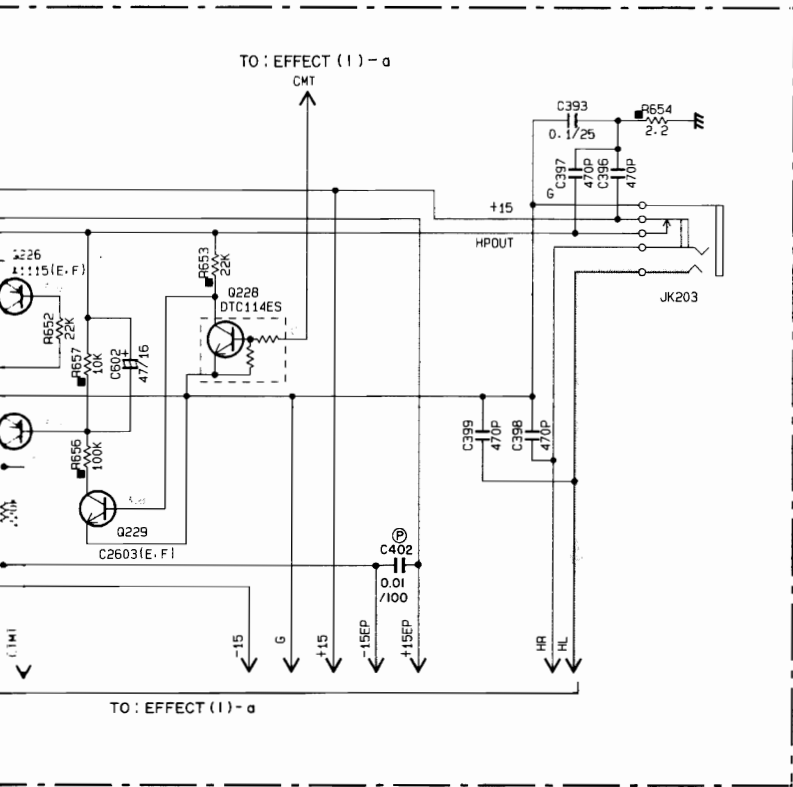 TO:EFFECT(1)-a
CMT
C393
0.1/25
R654
2.2
C397
470P
C396
470P
G
+15
HPOUT
JK203
R653
22K
Q228
DTC114ES
R652
22K
R657
10K
C602
+
47/16
C399
470P
C398
470P
R656
100K
Q229
C2603(E,F)
P
C402
0.01
/100
-15
G
+15
-15EP
+15EP
HR
HL
TO:EFFECT(1)-a